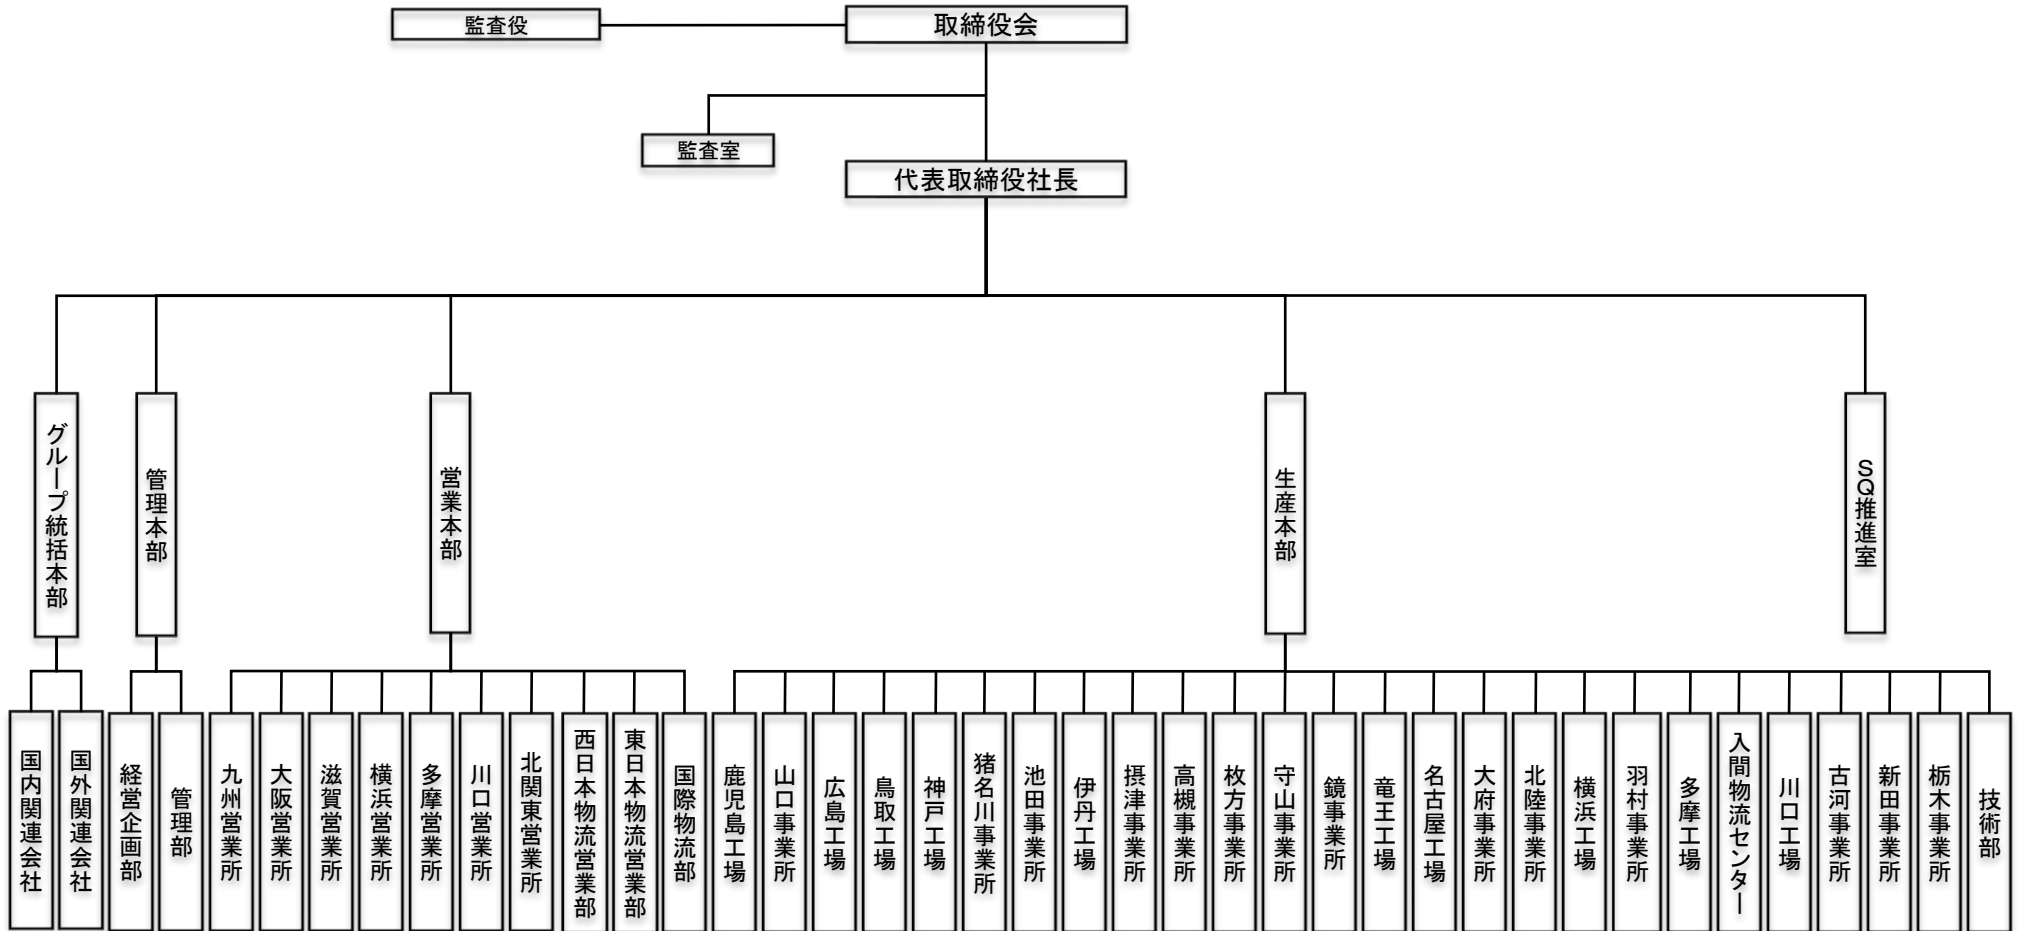 監査役
取締役会
監査室
代表取締役社長
グループ統括本部
管理本部
営業本部
生産本部
SQ推進室
国内関連会社
国外関連会社
経営企画部
管理部
九州営業所
大阪営業所
滋賀営業所
横浜営業所
多摩営業所
川口営業所
北関東営業所
西日本物流営業部
東日本物流営業部
国際物流部
鹿児島工場
山口事業所
広島工場
鳥取工場
神戸工場
猪名川事業所
池田事業所
伊丹工場
摂津事業所
高槻事業所
枚方事業所
守山事業所
鏡事業所
竜王工場
名古屋工場
大府事業所
北陸事業所
横浜工場
羽村事業所
多摩工場
入間物流センター
川口工場
古河事業所
新田事業所
栃木事業所
技術部